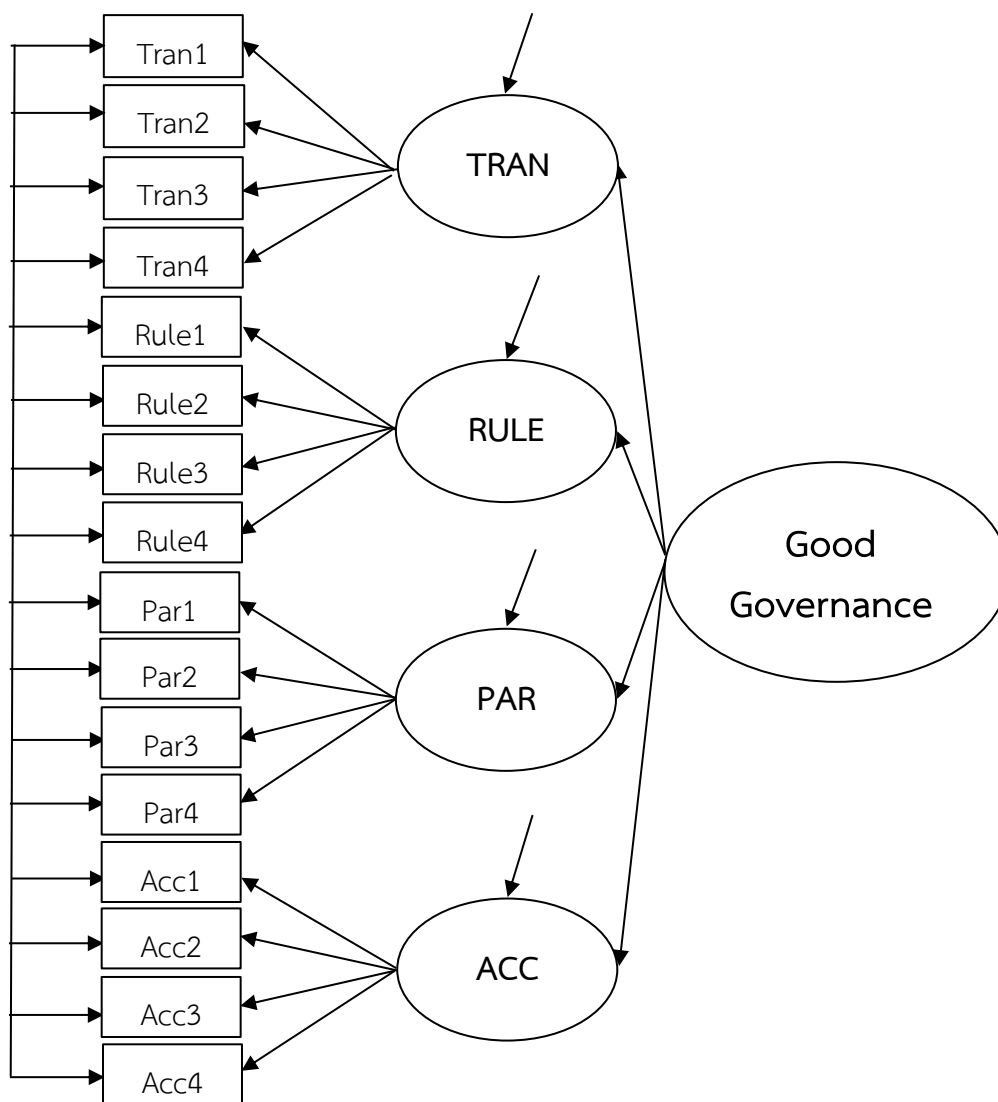 Tran1
Tran2
Tran3
Tran4
Rule1
Rule2
Rule3
Rule4
Par1
Par2
Par3
Par4
Acc1
Acc2
Acc3
Acc4
TRAN
RULE
PAR
ACC
Good
Governance